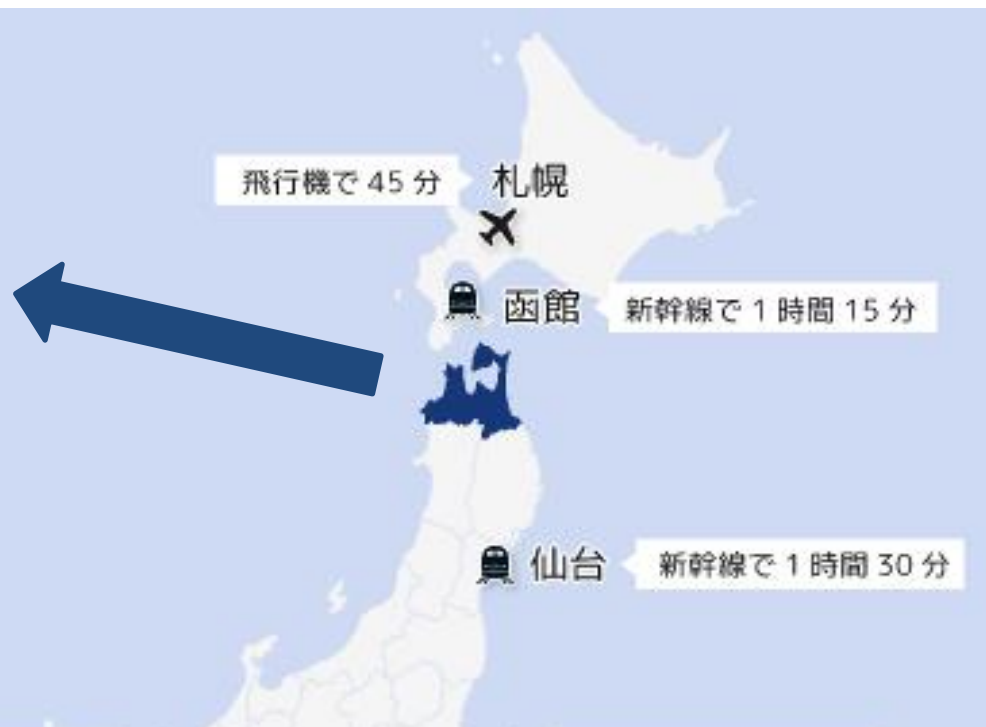 飛行機で 45 分
札幌
函館
新幹線で 1 時間 15 分
仙台
新幹線で 1 時間 30 分